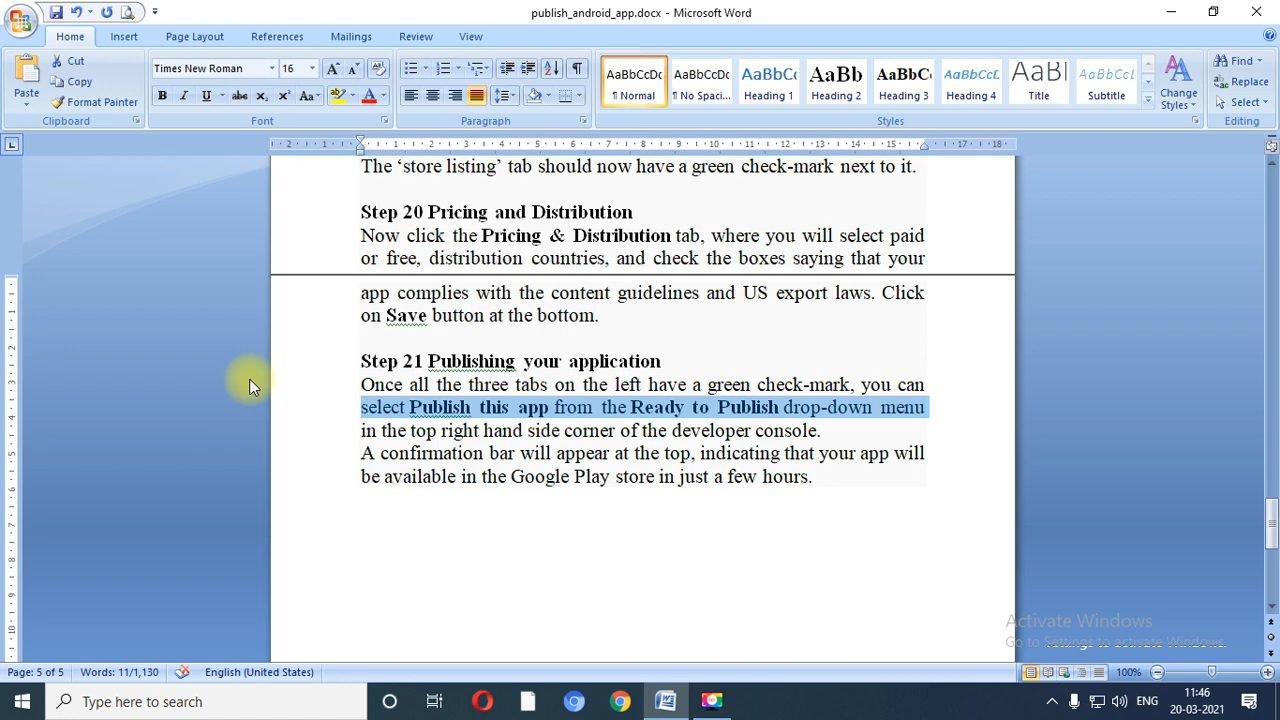 publish_android_app.docx - Microsoft Word
Home Insert Page Layout References Mailings Review View
Paste
Cut
Copy
Format Painter
Clipboard
Times New Roman 16
B I U abc x₂ x² Aa
Font
Paragraph
AaBbCcDc AaBbCcDc AaBbC AaBb AaBbC AaBbCcL AaB AaBbCcL
¶ Normal ¶ No Spaci... Heading 1 Heading 2 Heading 3 Heading 4 Title Subtitle
Change Styles
Styles
Find
Replace
Select
Editing
The ‘store listing’ tab should now have a green check-mark next to it.
Step 20 Pricing and Distribution
Now click the Pricing & Distribution tab, where you will select paid
or free, distribution countries, and check the boxes saying that your
app complies with the content guidelines and US export laws. Click
on Save button at the bottom.
Step 21 Publishing your application
Once all the three tabs on the left have a green check-mark, you can
select Publish this app from the Ready to Publish drop-down menu
in the top right hand side corner of the developer console.
A confirmation bar will appear at the top, indicating that your app will
be available in the Google Play store in just a few hours.
Activate Windows
Go to Settings to activate Windows.
Page: 5 of 5 Words: 11/1,130 English (United States) 100%
Type here to search
ENG
11:46
20-03-2021